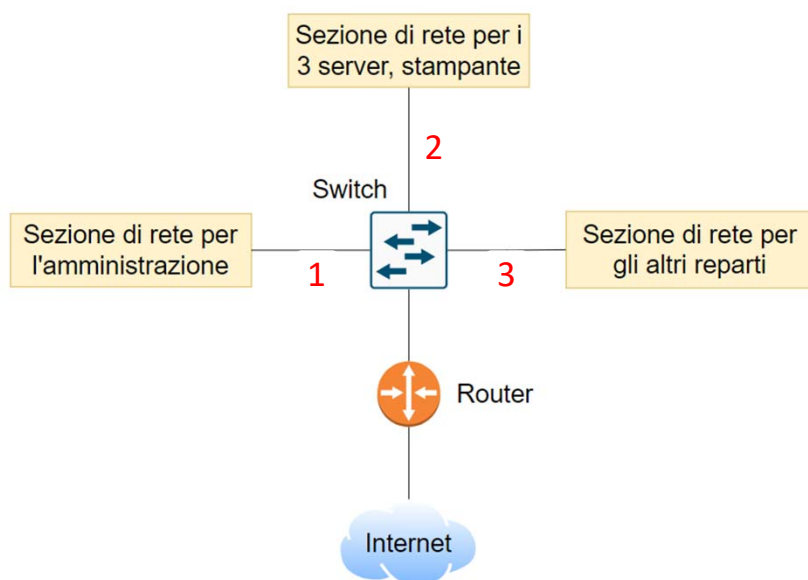 Sezione di rete per i
3 server, stampante
2
Switch
Sezione di rete per
l'amministrazione
1
3
Sezione di rete per
gli altri reparti
Router
Internet